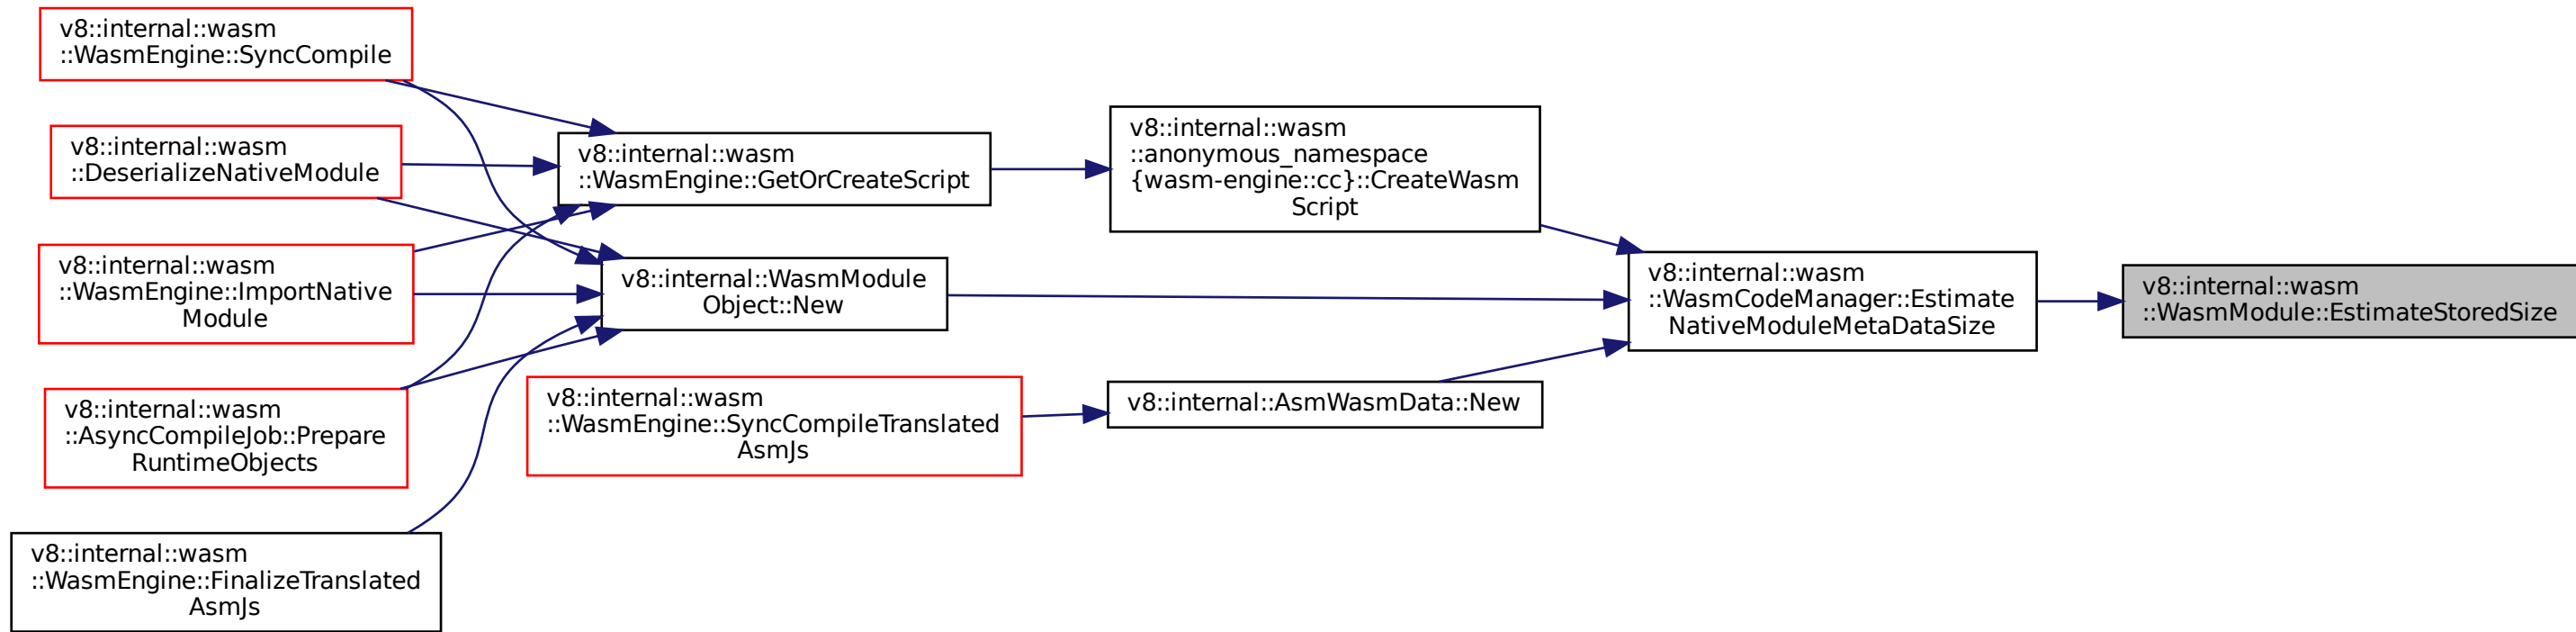 v8::internal::wasm
::WasmEngine::SyncCompile
v8::internal::wasm
::DeserializeNativeModule
v8::internal::wasm
::WasmEngine::ImportNative
Module
v8::internal::wasm
::AsyncCompileJob::Prepare
RuntimeObjects
v8::internal::wasm
::WasmEngine::FinalizeTranslated
AsmJs
v8::internal::wasm
::WasmEngine::GetOrCreateScript
v8::internal::WasmModule
Object::New
v8::internal::wasm
::WasmEngine::SyncCompileTranslated
AsmJs
v8::internal::wasm
::anonymous_namespace
{wasm-engine::cc}::CreateWasm
Script
v8::internal::AsmWasmData::New
v8::internal::wasm
::WasmCodeManager::Estimate
NativeModuleMetaDataSize
v8::internal::wasm
::WasmModule::EstimateStoredSize